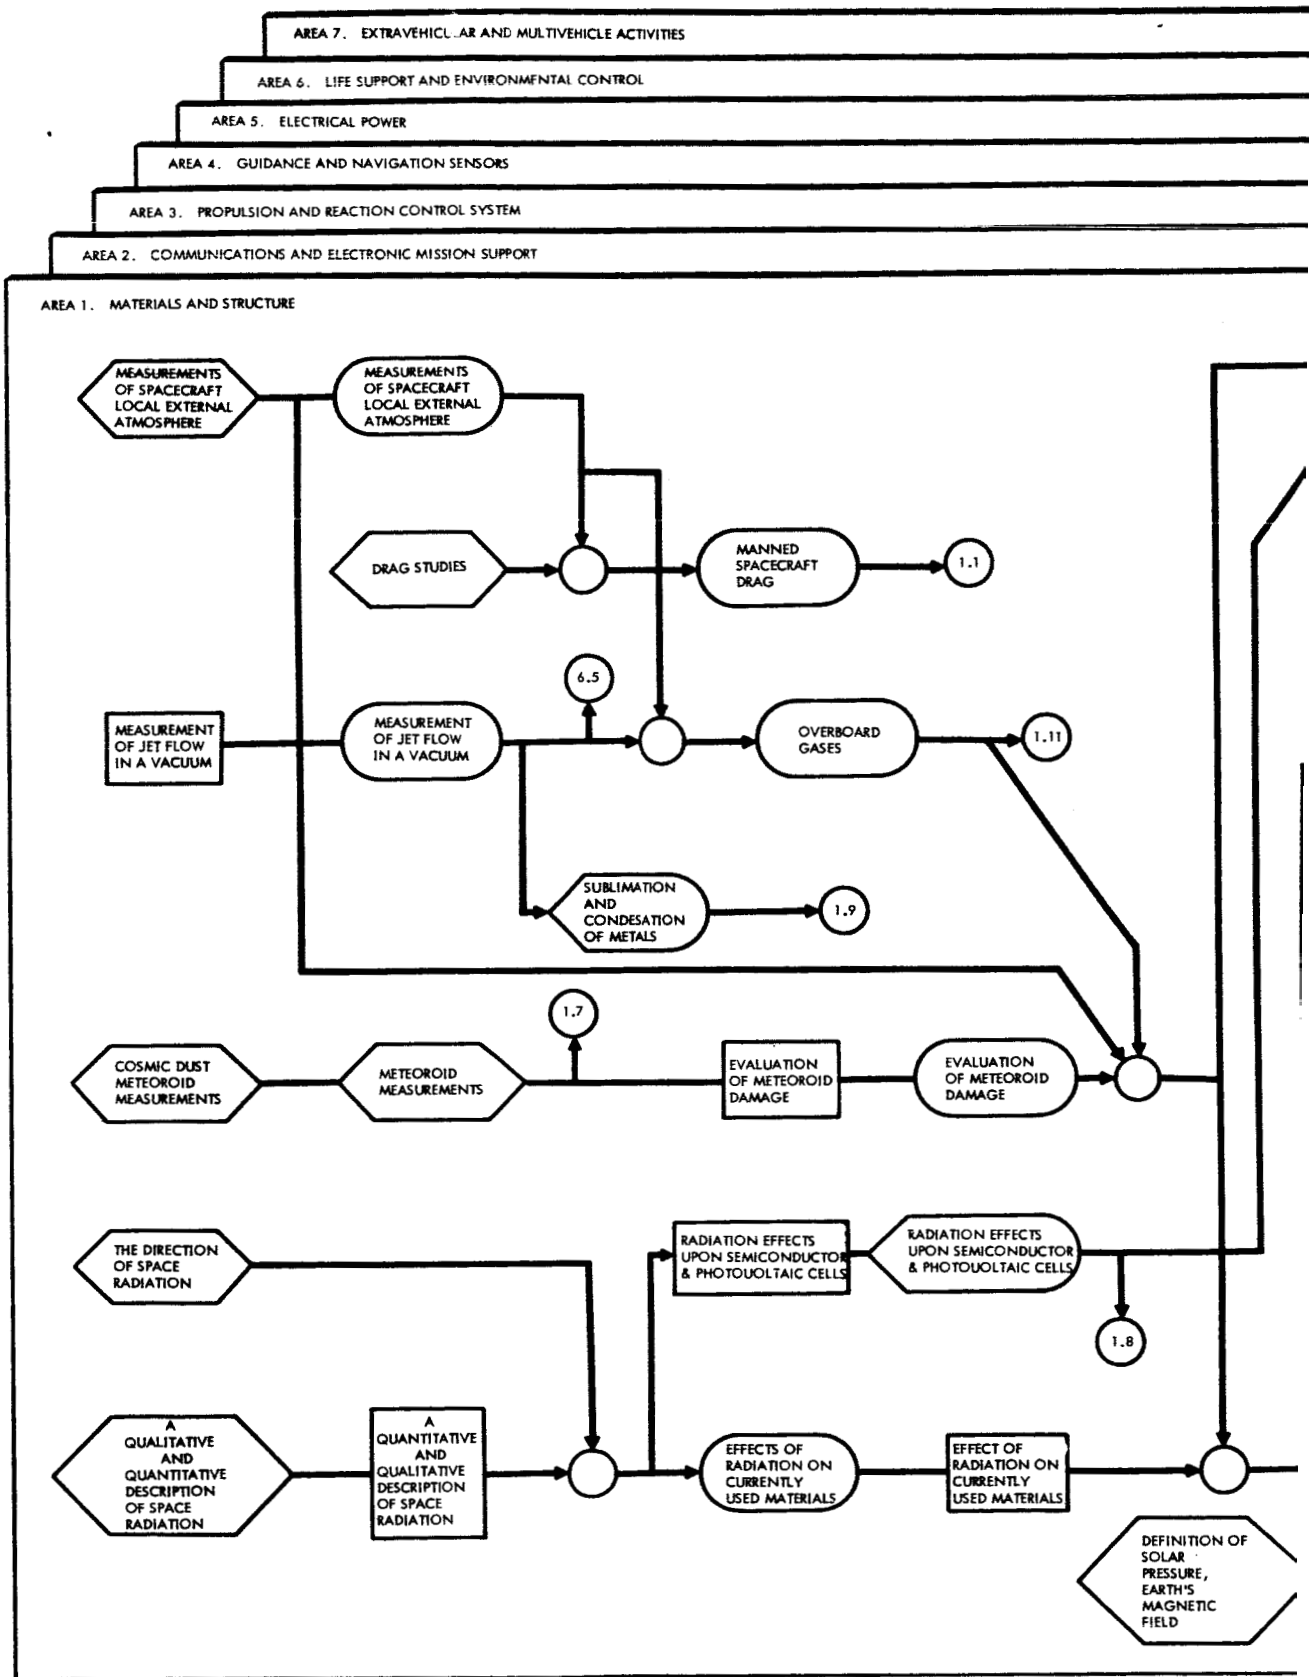 AREA 7. EXTRAVEHICULAR AND MULTIVEHICLE ACTIVITIES
AREA 6. LIFE SUPPORT AND ENVIRONMENTAL CONTROL
AREA 5. ELECTRICAL POWER
AREA 4. GUIDANCE AND NAVIGATION SENSORS
AREA 3. PROPULSION AND REACTION CONTROL SYSTEM
AREA 2. COMMUNICATIONS AND ELECTRONIC MISSION SUPPORT
AREA 1. MATERIALS AND STRUCTURE
MEASUREMENTS
OF SPACECRAFT
LOCAL EXTERNAL
ATMOSPHERE
MEASUREMENTS
OF SPACECRAFT
LOCAL EXTERNAL
ATMOSPHERE
DRAG STUDIES
MANNED
SPACECRAFT
DRAG
1.1
6.5
MEASUREMENT
OF JET FLOW
IN A VACUUM
MEASUREMENT
OF JET FLOW
IN A VACUUM
OVERBOARD
GASES
1.11
SUBLIMATION
AND
CONDESATION
OF METALS
1.9
1.7
COSMIC DUST
METEOROID
MEASUREMENTS
METEOROID
MEASUREMENTS
EVALUATION
OF METEOROID
DAMAGE
EVALUATION
OF METEOROID
DAMAGE
THE DIRECTION
OF SPACE
RADIATION
RADIATION EFFECTS
UPON SEMICONDUCTOR
& PHOTOUOLTAIC CELLS
RADIATION EFFECTS
UPON SEMICONDUCTOR
& PHOTOUOLTAIC CELLS
1.8
A
QUALITATIVE
AND
QUANTITATIVE
DESCRIPTION
OF SPACE
RADIATION
A
QUANTITATIVE
AND
QUALITATIVE
DESCRIPTION
OF SPACE
RADIATION
EFFECTS OF
RADIATION ON
CURRENTLY
USED MATERIALS
EFFECT OF
RADIATION ON
CURRENTLY
USED MATERIALS
DEFINITION OF
SOLAR
PRESSURE,
EARTH'S
MAGNETIC
FIELD